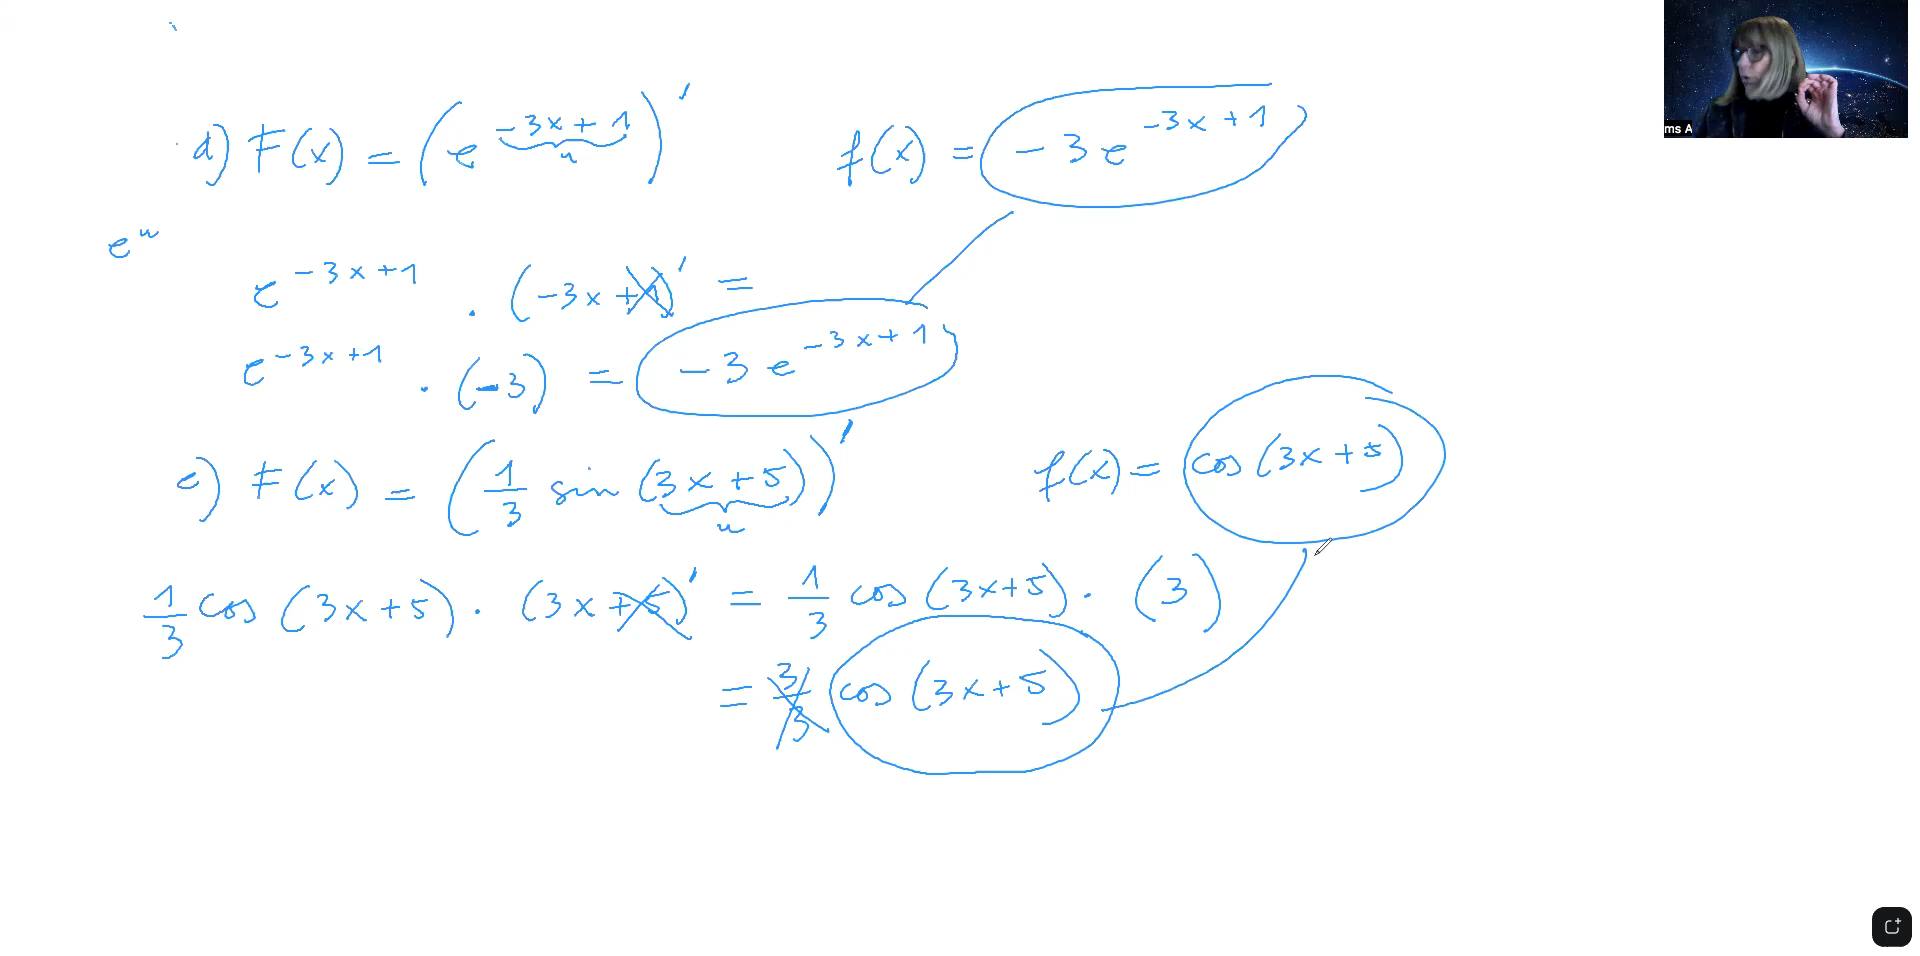 d) F(x) = (e^{-3x+1})' f(x) = -3e^{-3x+1}
u
e^u
e^{-3x+1} · (-3x+1)' =
e^{-3x+1} · (-3) = -3e^{-3x+1}
e) F(x) = (1/3 sin(3x+5))' f(x) = cos(3x+5)
u
1/3 cos(3x+5) · (3x+5)' = 1/3 cos(3x+5) · (3)
= 3/3 cos(3x+5)
ms A